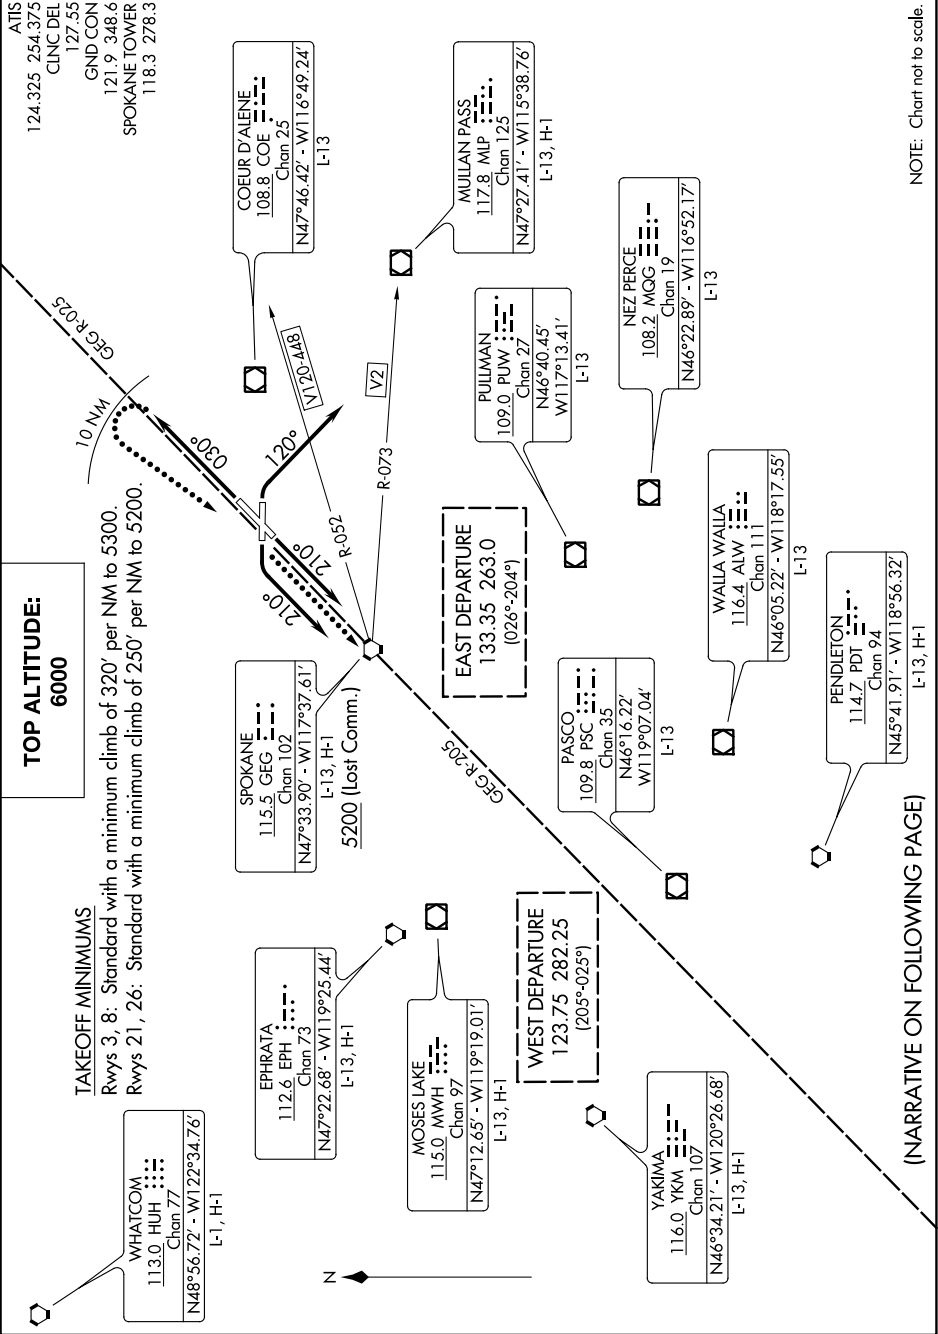 ATIS
124.325 254.375
CLNC DEL
127.55
GND CON
121.9 348.6
SPOKANE TOWER
118.3 278.3
TOP ALTITUDE:
6000
TAKEOFF MINIMUMS
Rwys 3, 8: Standard with a minimum climb of 320' per NM to 5300.
Rwys 21, 26: Standard with a minimum climb of 250' per NM to 5200.
WHATCOM
113.0 HUH
Chan 77
N48°56.72' - W122°34.76'
L-1, H-1
N
EPHRATA
112.6 EPH
Chan 73
N47°22.68' - W119°25.44'
L-13, H-1
MOSES LAKE
115.0 MWH
Chan 97
N47°12.65' - W119°19.01'
L-13, H-1
SPOKANE
115.5 GEG
Chan 102
N47°33.90' - W117°37.61'
L-13, H-1
5200 (Lost Comm.)
10 NM
GEG R-025
030°
120°
210°
210°
R-052
V120-448
R-073
V2
GEG R-205
COEUR D'ALENE
108.8 COE
Chan 25
N47°46.42' - W116°49.24'
L-13
MULLAN PASS
117.8 MLP
Chan 125
N47°27.41' - W115°38.76'
L-13, H-1
PULLMAN
109.0 PUW
Chan 27
N46°40.45'
W117°13.41'
L-13
NEZ PERCE
108.2 MQG
Chan 19
N46°22.89' - W116°52.17'
L-13
EAST DEPARTURE
133.35 263.0
(026°-204°)
WEST DEPARTURE
123.75 282.25
(205°-025°)
PASCO
109.8 PSC
Chan 35
N46°16.22'
W119°07.04'
L-13
WALLA WALLA
116.4 ALW
Chan 111
N46°05.22' - W118°17.55'
L-13
PENDLETON
114.7 PDT
Chan 94
N45°41.91' - W118°56.32'
L-13, H-1
YAKIMA
116.0 YKM
Chan 107
N46°34.21' - W120°26.68'
L-13, H-1
(NARRATIVE ON FOLLOWING PAGE)
NOTE: Chart not to scale.